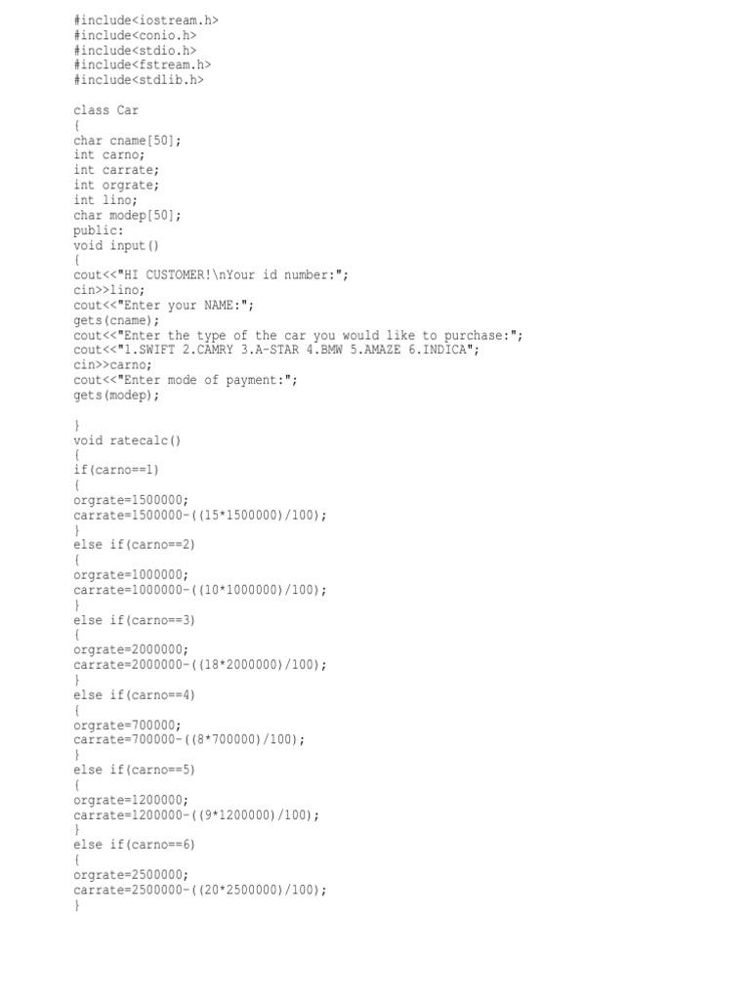 #include<iostream.h>
#include<conio.h>
#include<stdio.h>
#include<fstream.h>
#include<stdlib.h>
class Car
{
char cname[50];
int carno;
int carrate;
int orgrate;
int lino;
char modep[50];
public:
void input()
{
cout<<"HI CUSTOMER!\nYour id number:";
cin>>lino;
cout<<"Enter your NAME:";
gets(cname);
cout<<"Enter the type of the car you would like to purchase:";
cout<<"1.SWIFT 2.CAMRY 3.A-STAR 4.BMW 5.AMAZE 6.INDICA";
cin>>carno;
cout<<"Enter mode of payment:";
gets(modep);
}
void ratecalc()
{
if(carno==1)
{
orgrate=1500000;
carrate=1500000-((15*1500000)/100);
}
else if(carno==2)
{
orgrate=1000000;
carrate=1000000-((10*1000000)/100);
}
else if(carno==3)
{
orgrate=2000000;
carrate=2000000-((18*2000000)/100);
}
else if(carno==4)
{
orgrate=700000;
carrate=700000-((8*700000)/100);
}
else if(carno==5)
{
orgrate=1200000;
carrate=1200000-((9*1200000)/100);
}
else if(carno==6)
{
orgrate=2500000;
carrate=2500000-((20*2500000)/100);
}